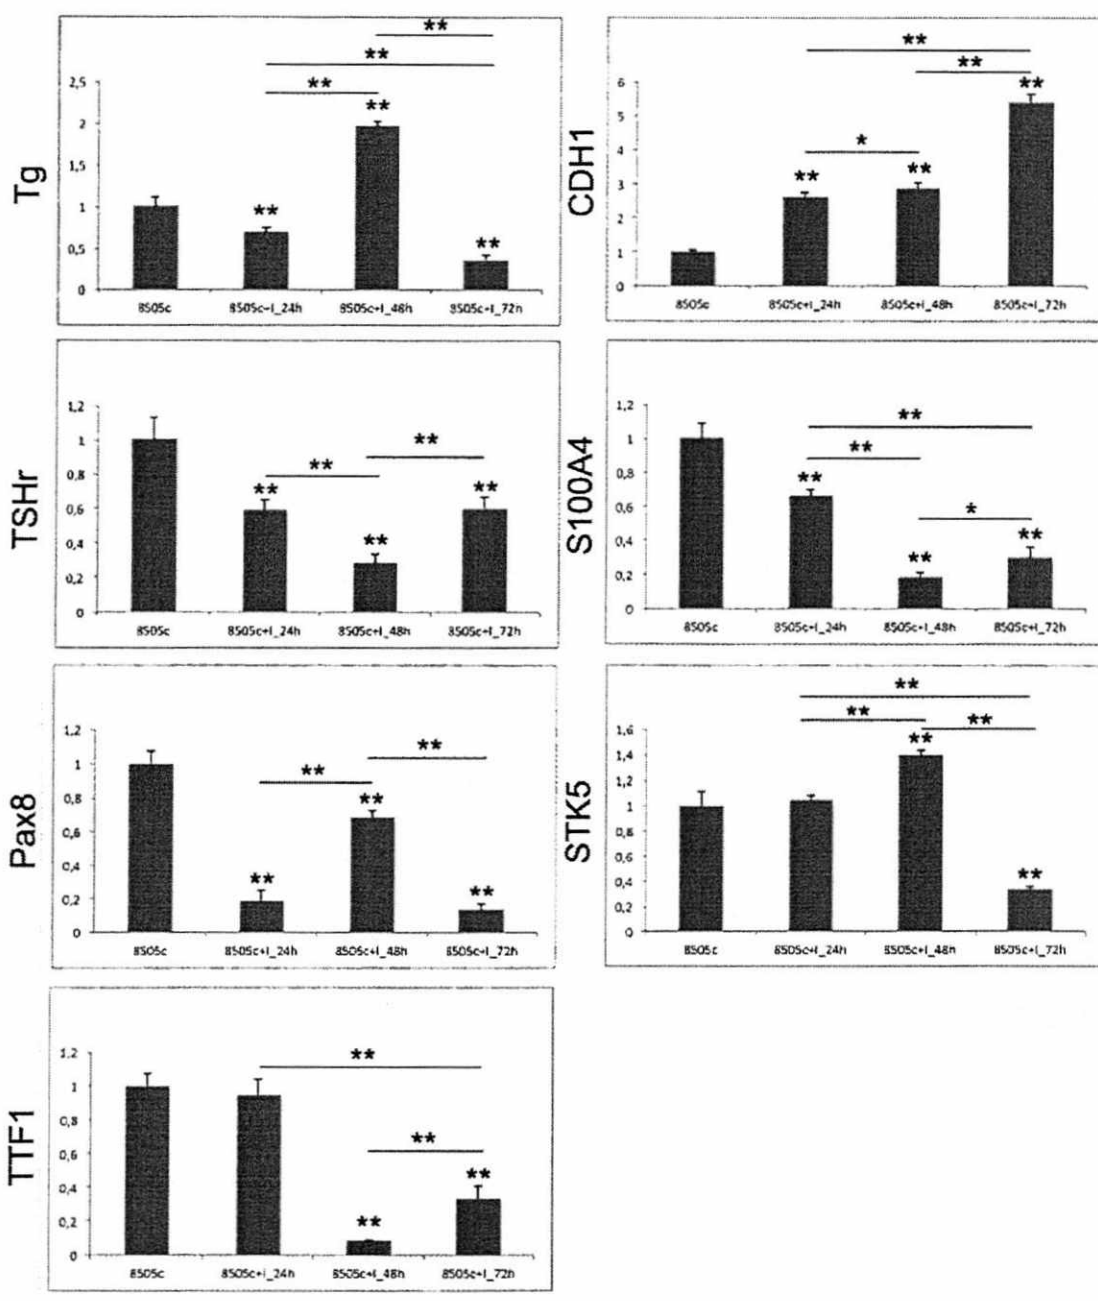 Tg
**
**
**
**
**
**
2,5
2
1,5
1
0,5
0
8505c
8505c+I_24h
8505c+I_48h
8505c+I_72h
CDH1
**
**
**
*
**
**
6
5
4
3
2
1
0
8505c
8505c+I_24h
8505c+I_48h
8505c+I_72h
TSHr
**
**
**
**
**
1,2
1
0,8
0,6
0,4
0,2
0
8505c
8505c+I_24h
8505c+I_48h
8505c+I_72h
S100A4
**
**
**
*
**
**
1,2
1
0,8
0,6
0,4
0,2
0
8505c
8505c+I_24h
8505c+I_48h
8505c+I_72h
Pax8
**
**
**
**
**
1,2
1
0,8
0,6
0,4
0,2
0
8505c
8505c+I_24h
8505c+I_48h
8505c+I_72h
STK5
**
**
**
**
**
1,6
1,4
1,2
1
0,8
0,6
0,4
0,2
0
8505c
8505c+I_24h
8505c+I_48h
8505c+I_72h
TTF1
**
**
**
**
1,2
1
0,8
0,6
0,4
0,2
0
8505c
8505c+I_24h
8505c+I_48h
8505c+I_72h